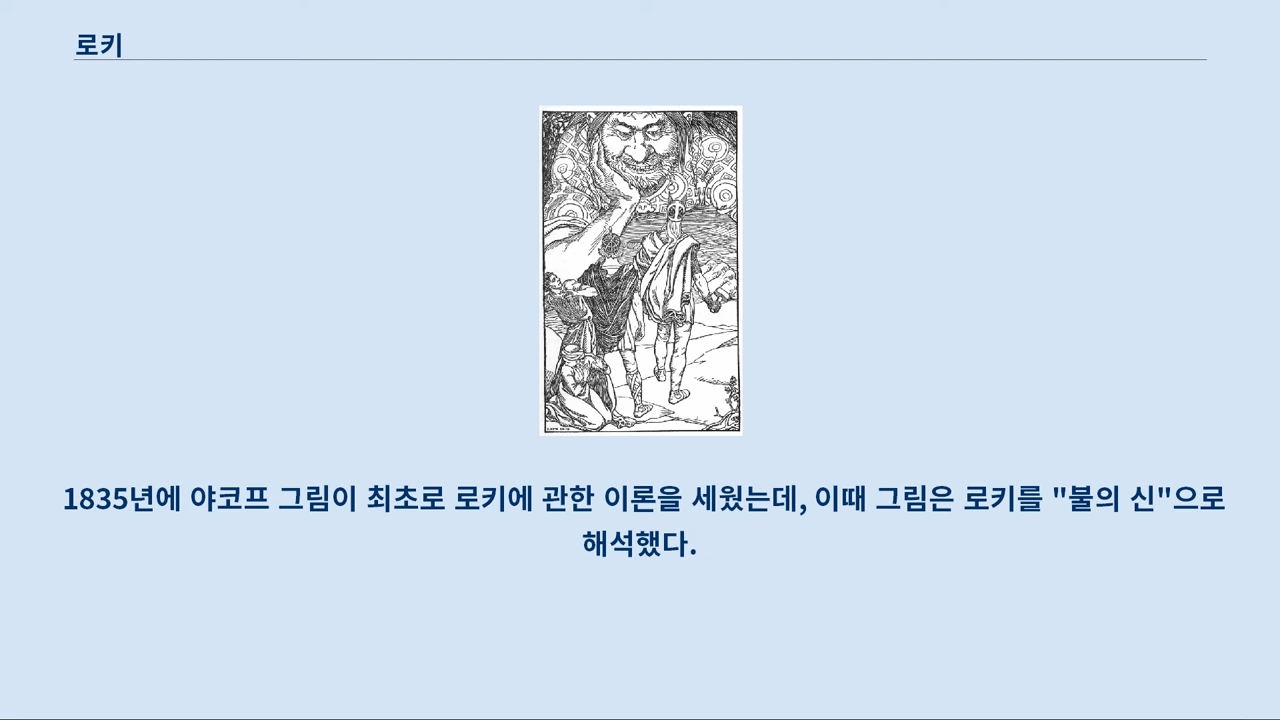 로키
1835년에 야코프 그림이 최초로 로키에 관한 이론을 세웠는데, 이때 그림은 로키를 "불의 신"으로
해석했다.